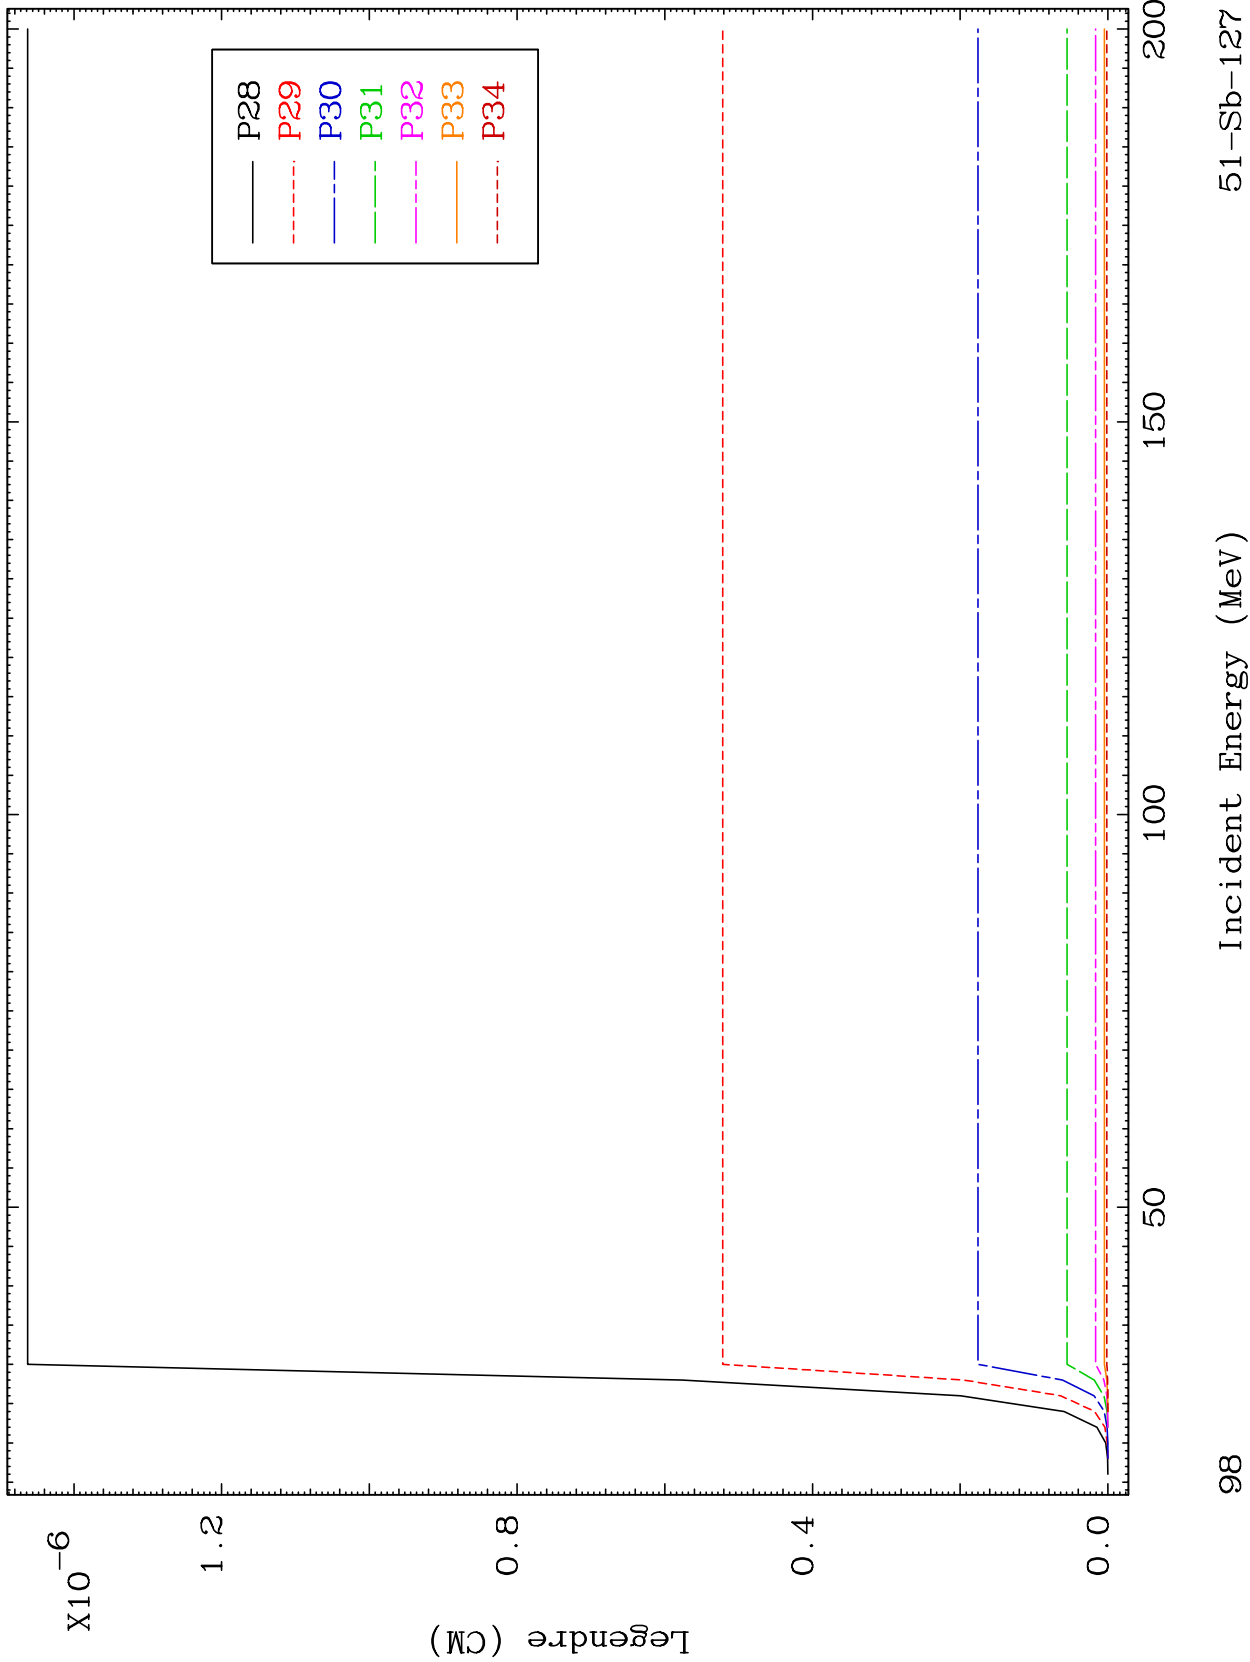 X10-6
1.2
0.8
0.4
0.0
Legendre (CM)
P28
P29
P30
P31
P32
P33
P34
50
100
150
200
Incident Energy (MeV)
98
51-Sb-127